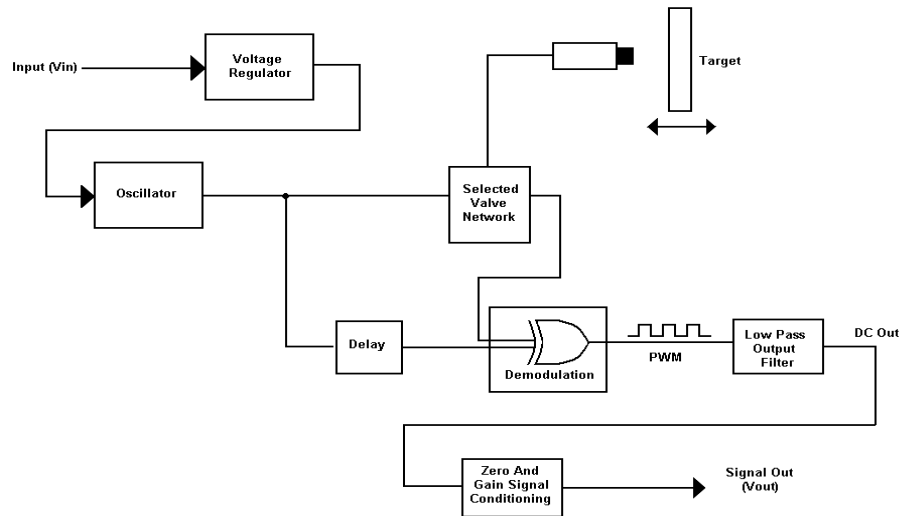 Voltage
Regulator
Input (Vin)
Target
Oscillator
Selected
Valve
Network
Delay
Demodulation
PWM
Low Pass
Output
Filter
DC Out
Zero And
Gain Signal
Conditioning
Signal Out
(Vout)